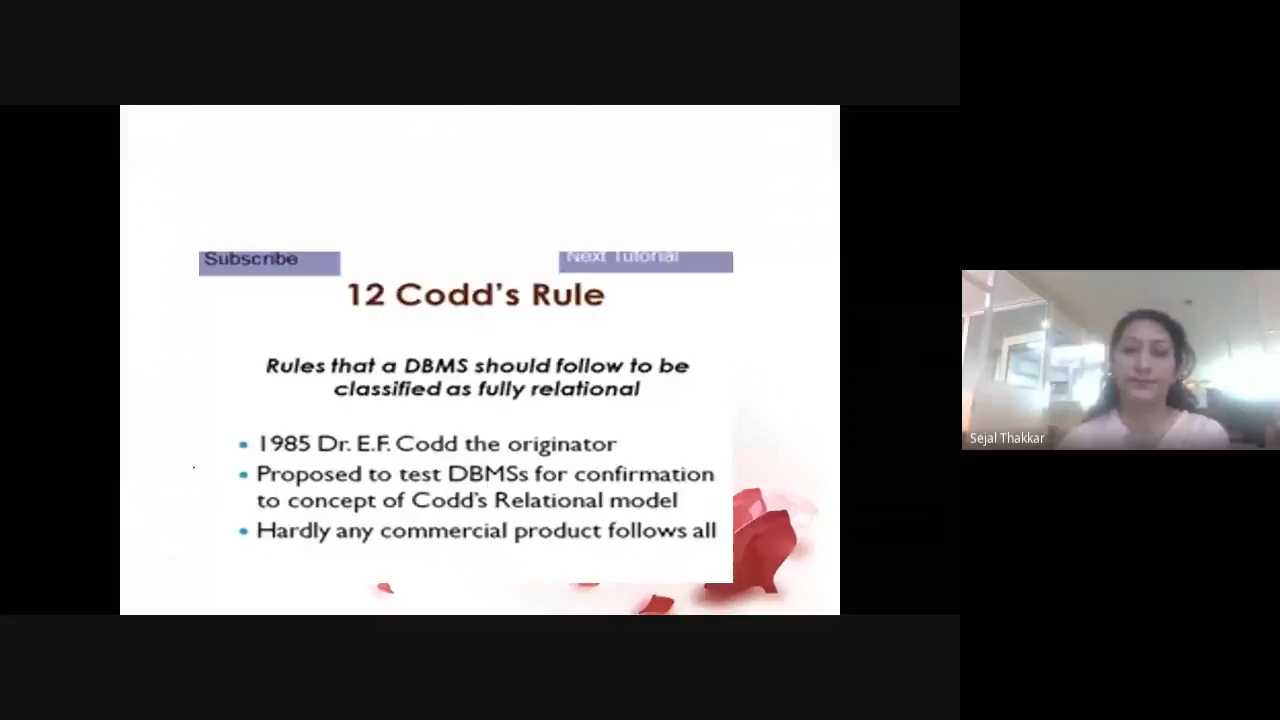 Subscribe
Next Tutorial
12 Codd's Rule
Rules that a DBMS should follow to be
classified as fully relational
• 1985 Dr. E.F. Codd the originator
• Proposed to test DBMSs for confirmation
to concept of Codd's Relational model
• Hardly any commercial product follows all
Sejal Thakkar